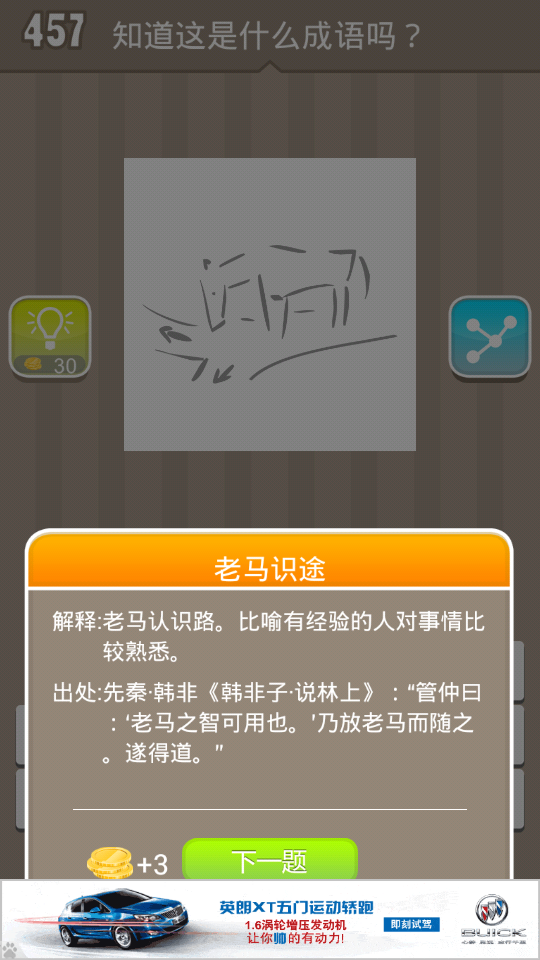 457 知道这是什么成语吗？
30
老马识途
解释:老马认识路。比喻有经验的人对事情比
较熟悉。
出处:先秦·韩非《韩非子·说林上》：“管仲曰
：‘老马之智可用也。’乃放老马而随之
。遂得道。”
+3
下一题
英朗XT五门运动轿跑
1.6涡轮增压发动机
让你帅的有动力!
即刻试驾
BUICK